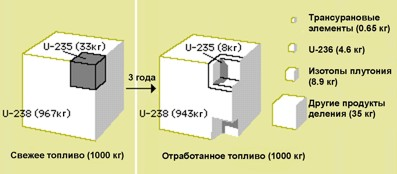 U-235 (33кг)
U-238 (967кг)
Свежее топливо (1000 кг)
3 года
U-235 (8кг)
U-238 (943кг)
Отработанное топливо (1000 кг)
Трансурановые
элементы (0.65 кг)
U-236 (4.6 кг)
Изотопы плутония
(8.9 кг)
Другие продукты
деления (35 кг)